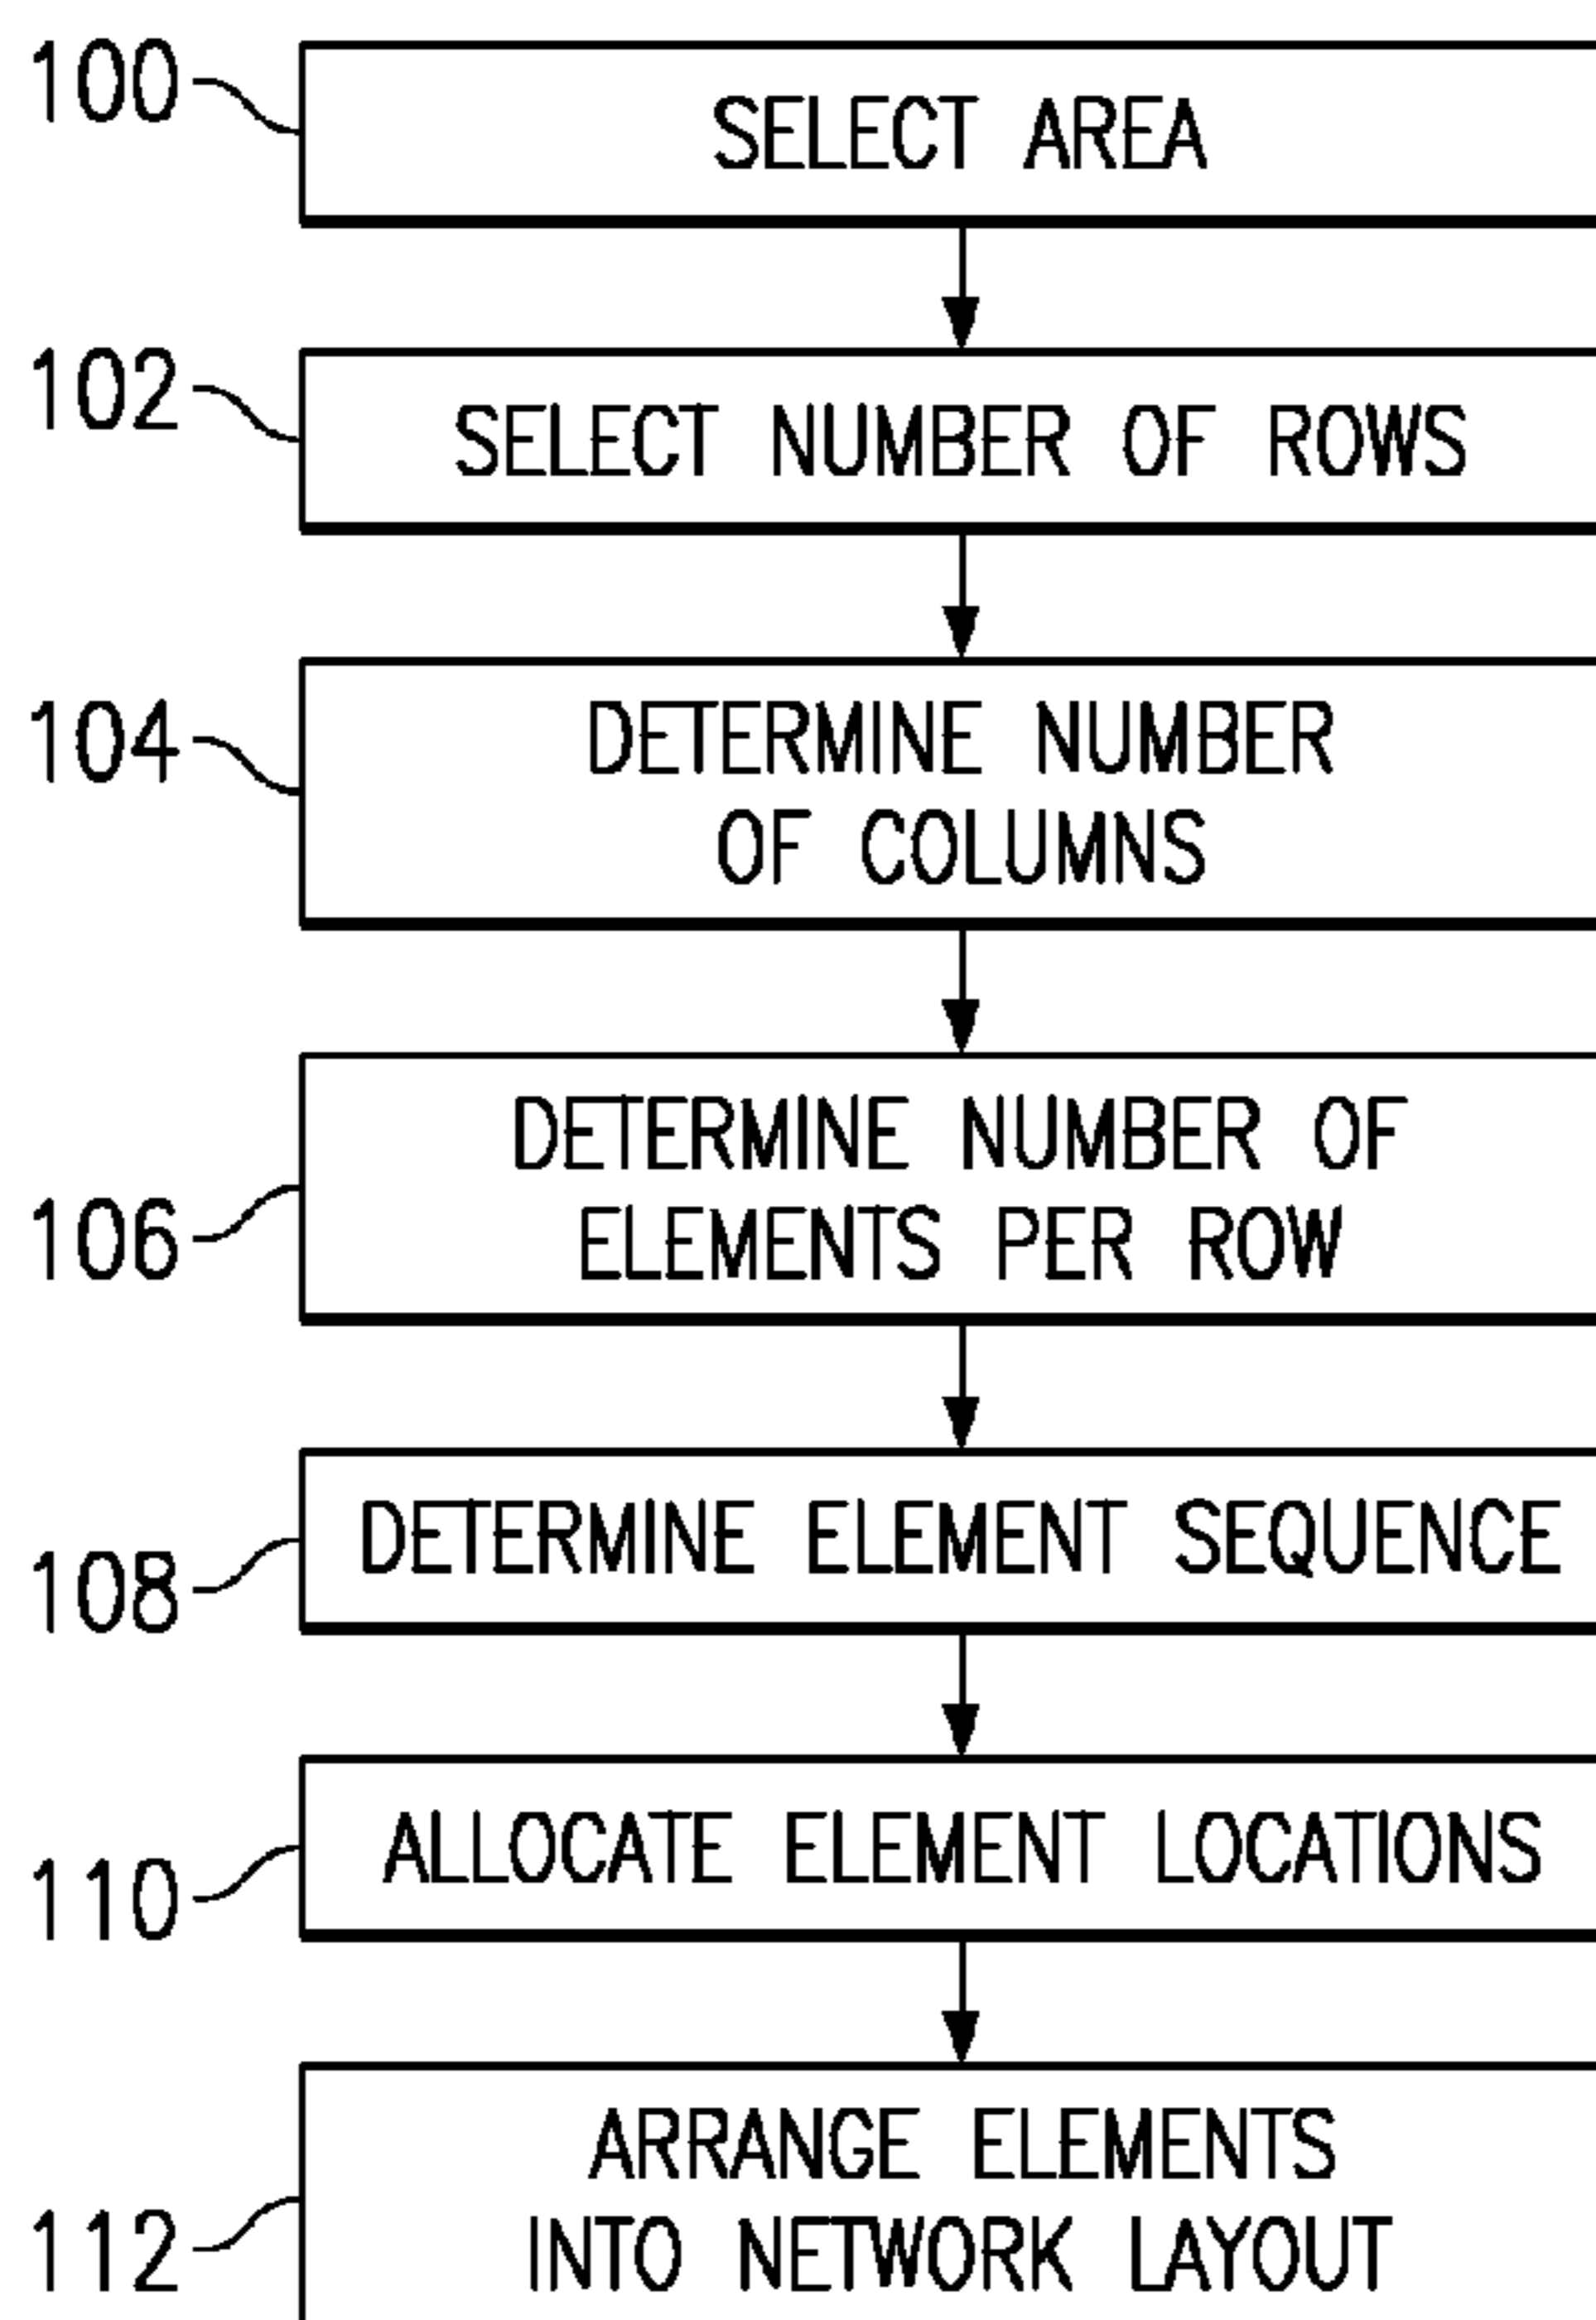 100
SELECT AREA
102
SELECT NUMBER OF ROWS
104
DETERMINE NUMBER
OF COLUMNS
106
DETERMINE NUMBER OF
ELEMENTS PER ROW
108
DETERMINE ELEMENT SEQUENCE
110
ALLOCATE ELEMENT LOCATIONS
112
ARRANGE ELEMENTS
INTO NETWORK LAYOUT